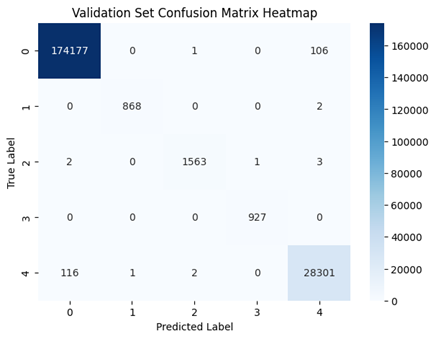 Validation Set Confusion Matrix Heatmap
True Label
0 174177 0 1 0 106
1 0 868 0 0 2
2 2 0 1563 1 3
3 0 0 0 927 0
4 116 1 2 0 28301
0 1 2 3 4
Predicted Label
160000
140000
120000
100000
80000
60000
40000
20000
0